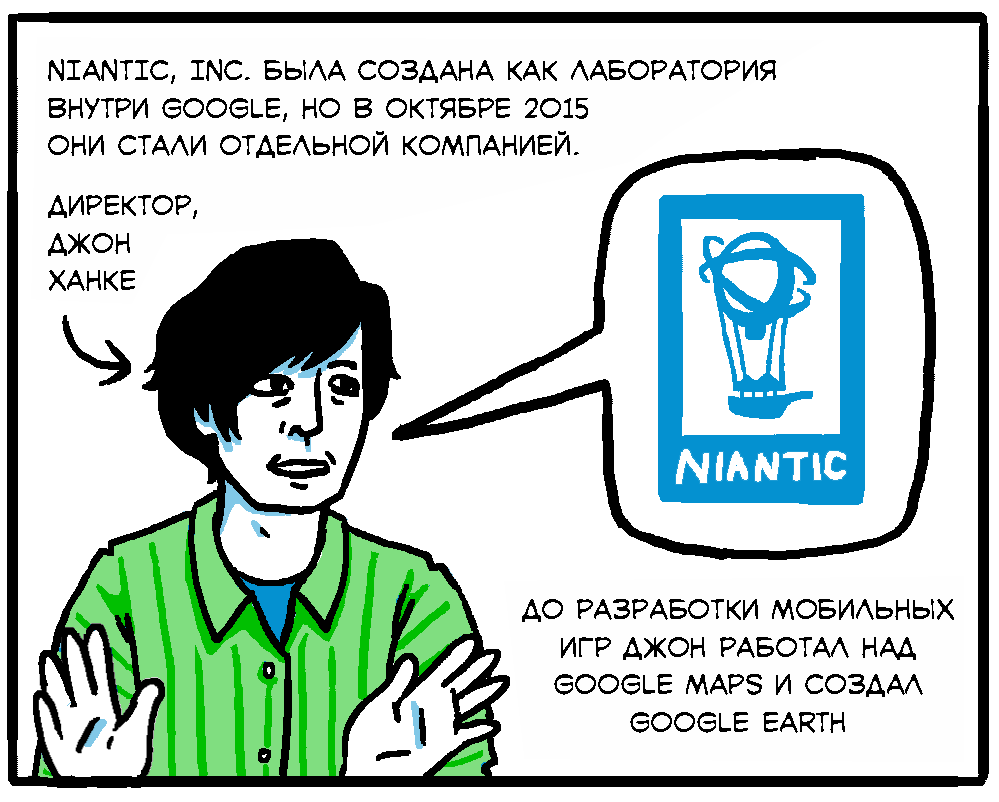 NIANTIC, INC. БЫЛА СОЗДАНА КАК ЛАБОРАТОРИЯ
ВНУТРИ GOOGLE, НО В ОКТЯБРЕ 2015
ОНИ СТАЛИ ОТДЕЛЬНОЙ КОМПАНИЕЙ.
ДИРЕКТОР,
ДЖОН
ХАНКЕ
NIANTIC
ДО РАЗРАБОТКИ МОБИЛЬНЫХ
ИГР ДЖОН РАБОТАЛ НАД
GOOGLE MAPS И СОЗДАЛ
GOOGLE EARTH